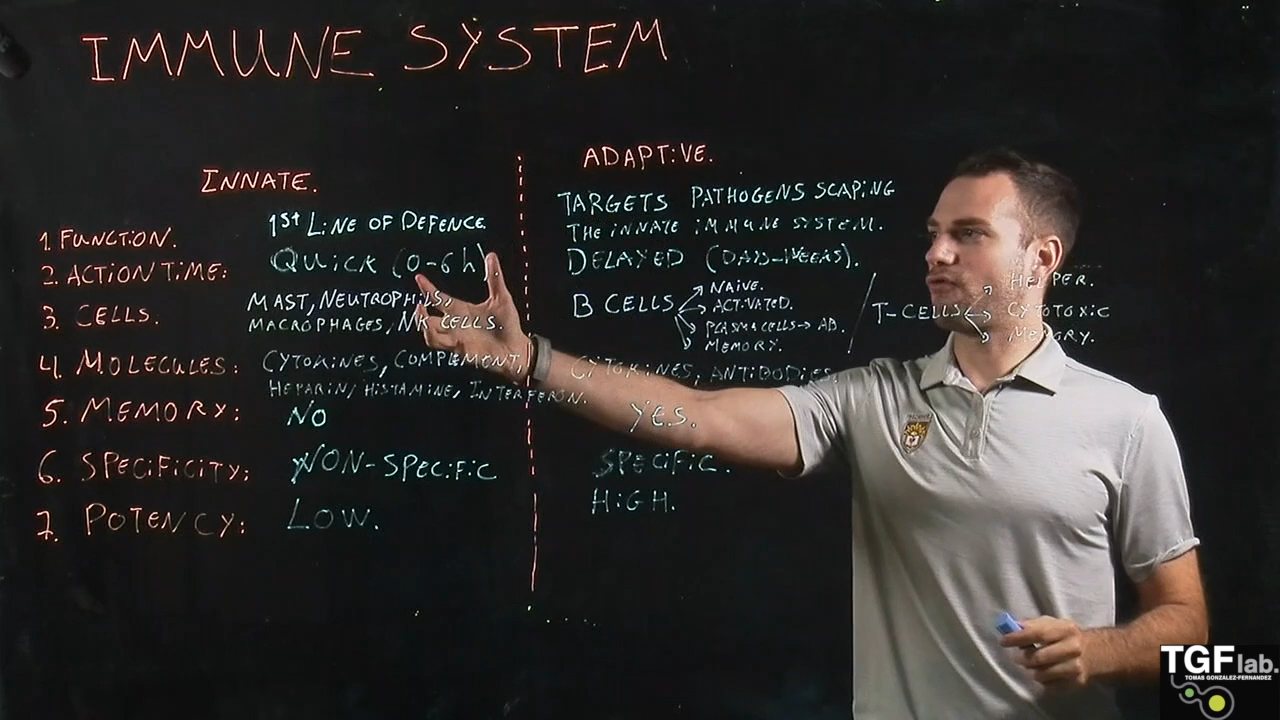 IMMUNE SYSTEM
INNATE.
ADAPTIVE.
1. FUNCTION.
1ST LINE OF DEFENCE.
TARGETS PATHOGENS SCAPING
THE INNATE IMMUNE SYSTEM.
2. ACTION TIME:
QUICK (0-6h).
DELAYED (DAYS-WEEKS).
3. CELLS.
MAST, NEUTROPHILS,
MACROPHAGES, NK CELLS.
B CELLS
NAIVE.
ACTIVATED.
PLASMA CELLS → AB.
MEMORY.
/ T-CELLS
HELPER.
CYTOTOXIC
MEMORY.
4. MOLECULES:
CYTOKINES, COMPLEMENT,
HEPARIN/HISTAMINE, INTERFERON.
CYTOKINES, ANTIBODIES.
5. MEMORY:
NO
YES.
6. SPECIFICITY:
NON-SPECIFIC
SPECIFIC.
7. POTENCY:
LOW.
HIGH.
TGF lab.
TOMAS GONZALEZ-FERNANDEZ